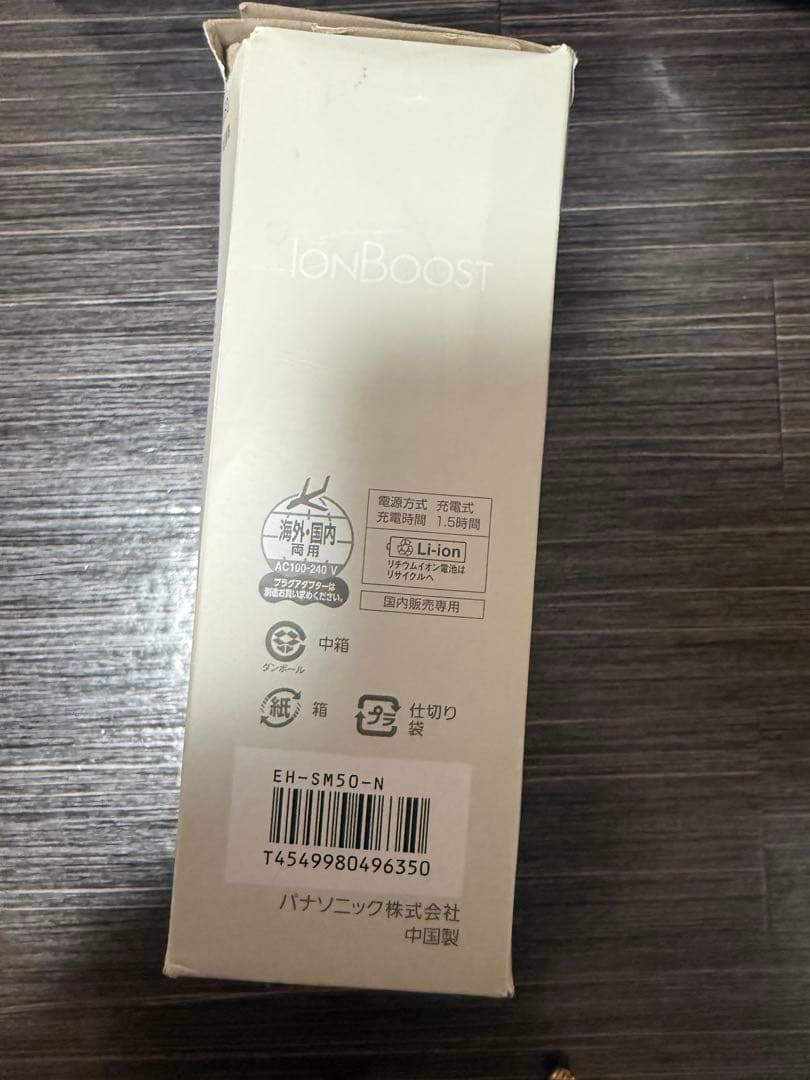 IONBOOST
海外・国内
両用
AC100-240 V
プラグアダプターは
別途お買い求めください。
電源方式 充電式
充電時間 1.5時間
Li-ion
リチウムイオン電池は
リサイクルへ
国内販売専用
ダンボール
中箱
紙
箱
プラ
仕切り
袋
EH-SM50-N
T4549980496350
パナソニック株式会社
中国製